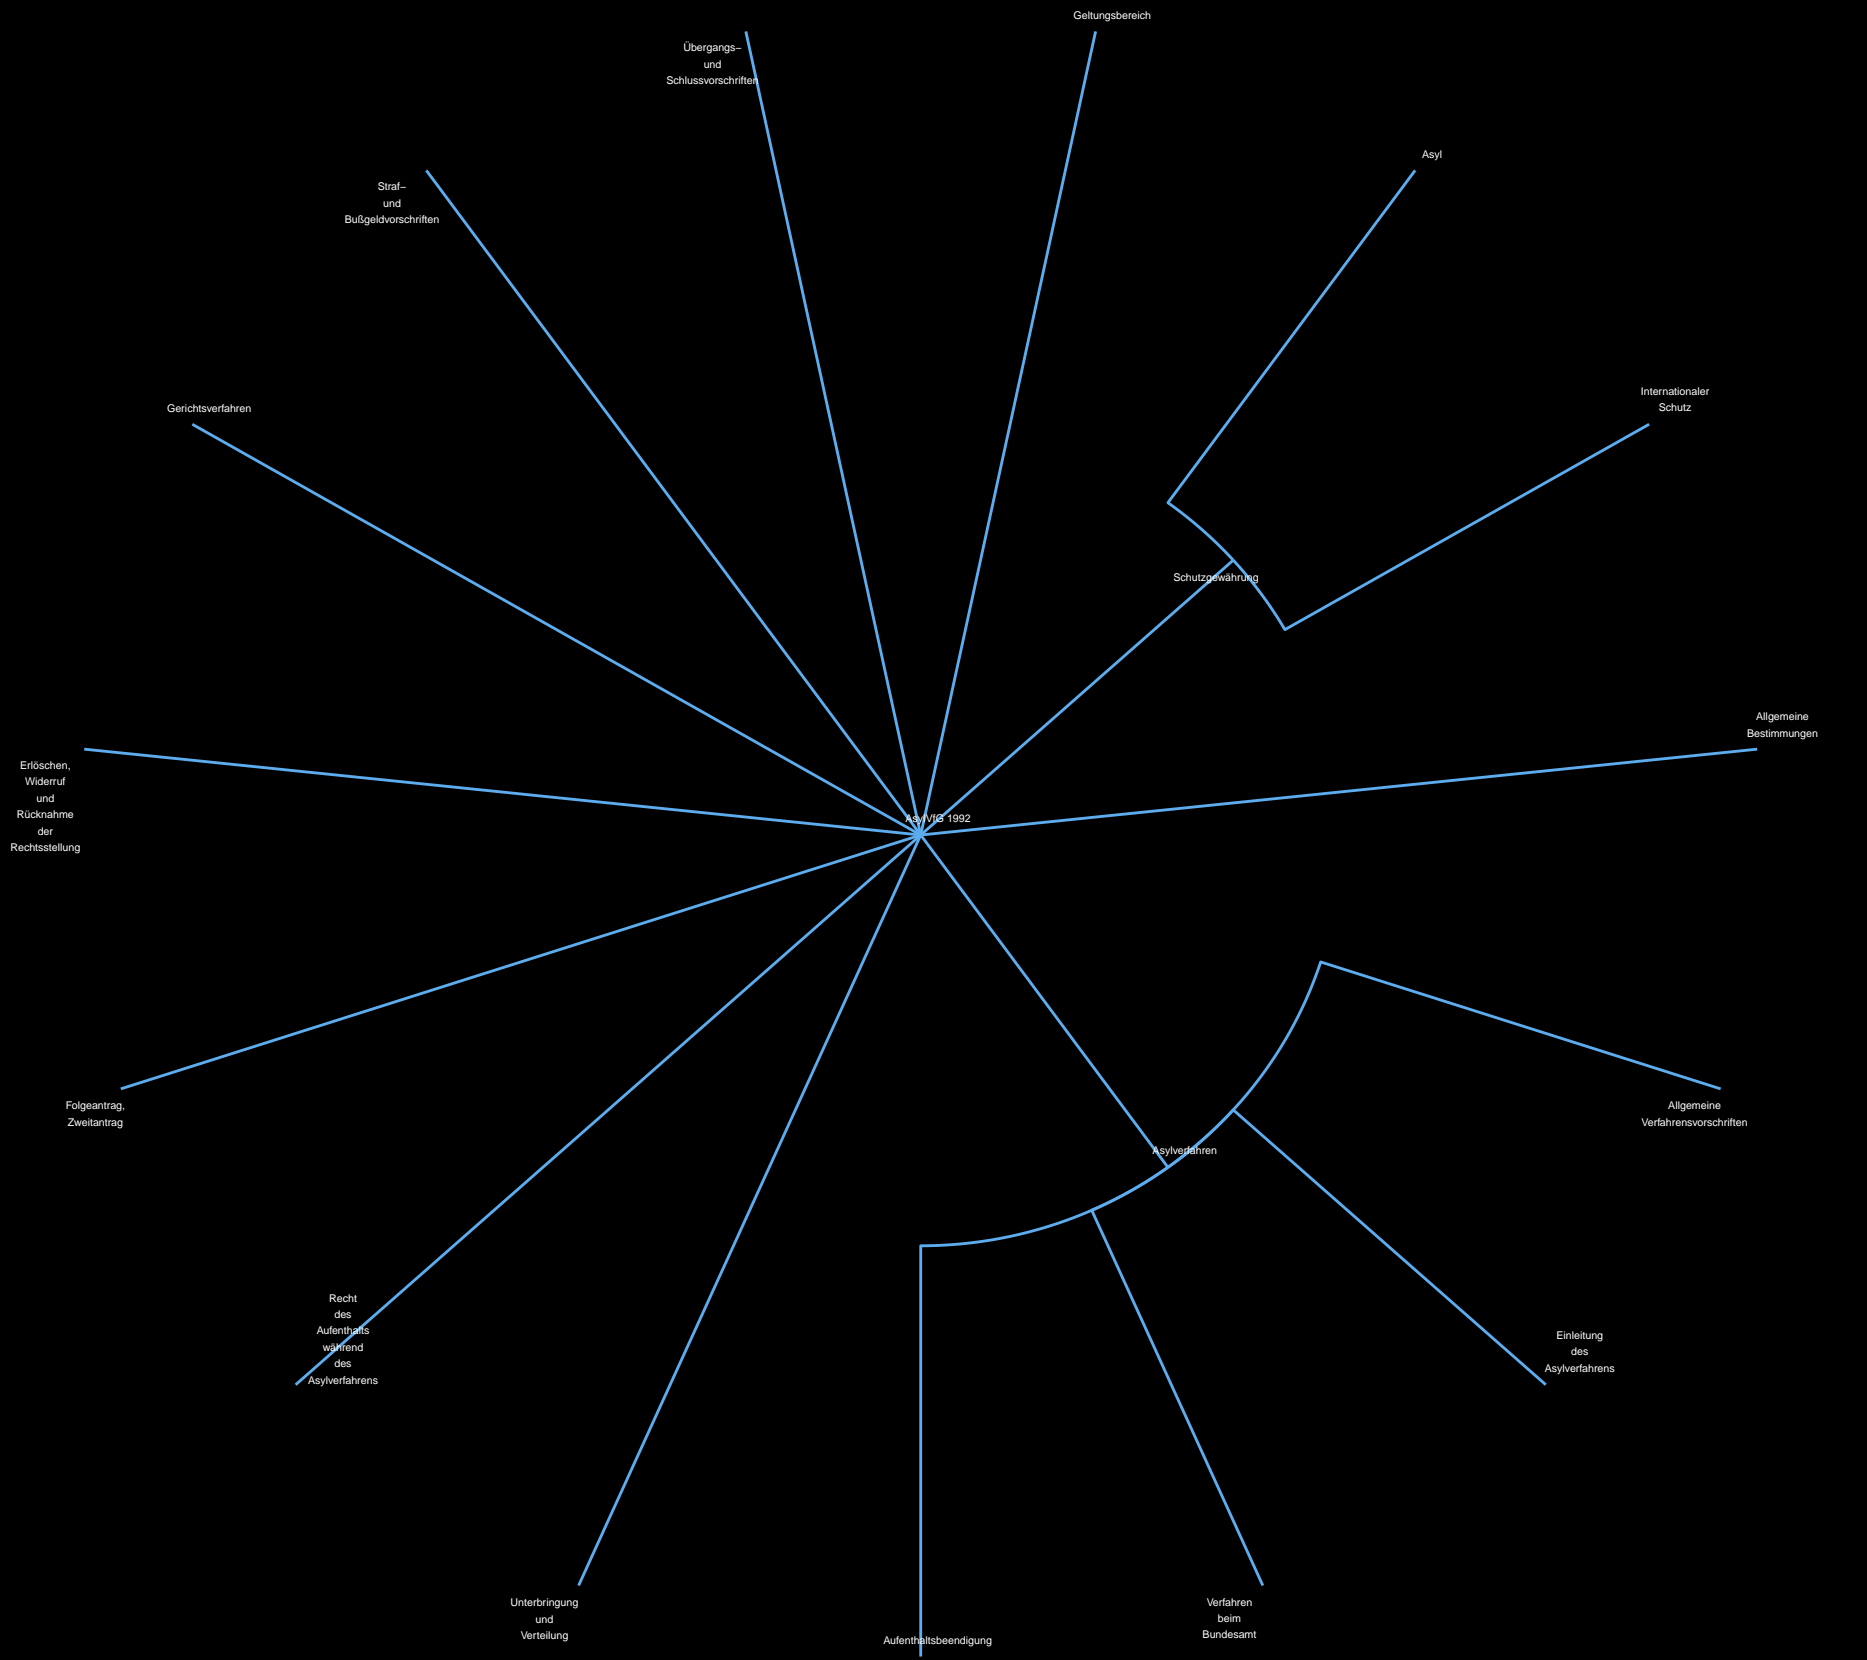 Geltungsbereich
Übergangs–
und
Schlussvorschriften
Asyl
Straf–
und
Bußgeldvorschriften
Internationaler
Schutz
Gerichtsverfahren
Schutzgewährung
Allgemeine
Bestimmungen
Erlöschen,
Widerruf
und
Rücknahme
der
Rechtsstellung
AsylVfG 1992
Folgeantrag,
Zweitantrag
Allgemeine
Verfahrensvorschriften
Asylverfahren
Recht
des
Aufenthalts
während
des
Asylverfahrens
Einleitung
des
Asylverfahrens
Unterbringung
und
Verteilung
Verfahren
beim
Bundesamt
Aufenthaltsbeendigung